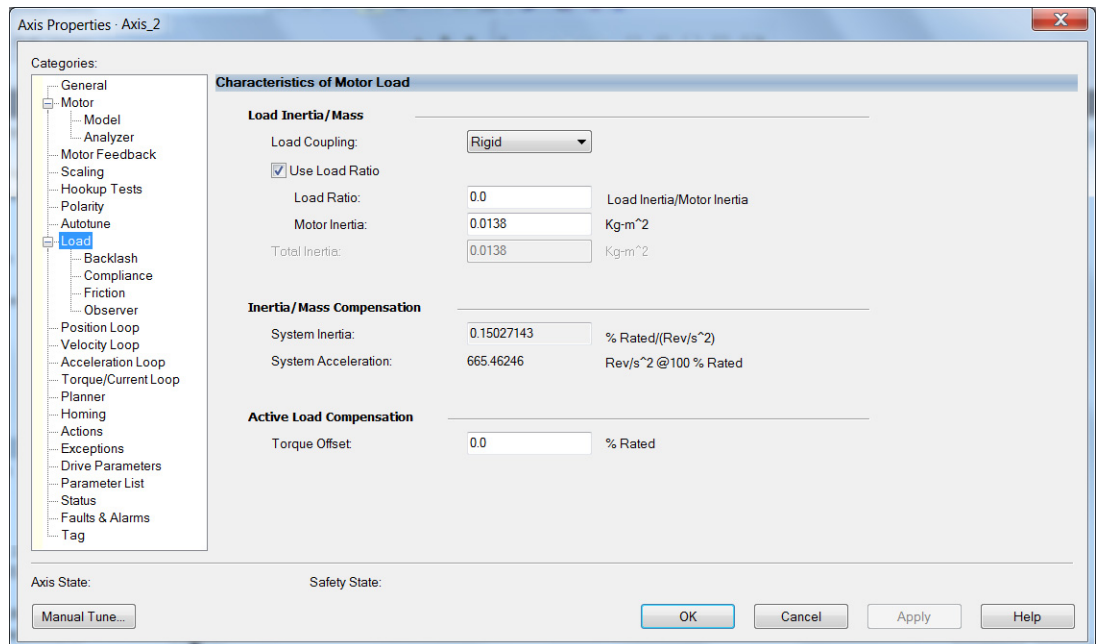 Axis Properties - Axis_2
X
Categories:
General
Motor
Model
Analyzer
Motor Feedback
Scaling
Hookup Tests
Polarity
Autotune
Load
Backlash
Compliance
Friction
Observer
Position Loop
Velocity Loop
Acceleration Loop
Torque/Current Loop
Planner
Homing
Actions
Exceptions
Drive Parameters
Parameter List
Status
Faults & Alarms
Tag
Characteristics of Motor Load
Load Inertia/Mass
Load Coupling: Rigid
Use Load Ratio
Load Ratio: 0.0 Load Inertia/Motor Inertia
Motor Inertia: 0.0138 Kg-m^2
Total Inertia: 0.0138 Kg-m^2
Inertia/Mass Compensation
System Inertia: 0.15027143 % Rated/(Rev/s^2)
System Acceleration: 665.46246 Rev/s^2 @100 % Rated
Active Load Compensation
Torque Offset: 0.0 % Rated
Axis State: Safety State:
Manual Tune... OK Cancel Apply Help